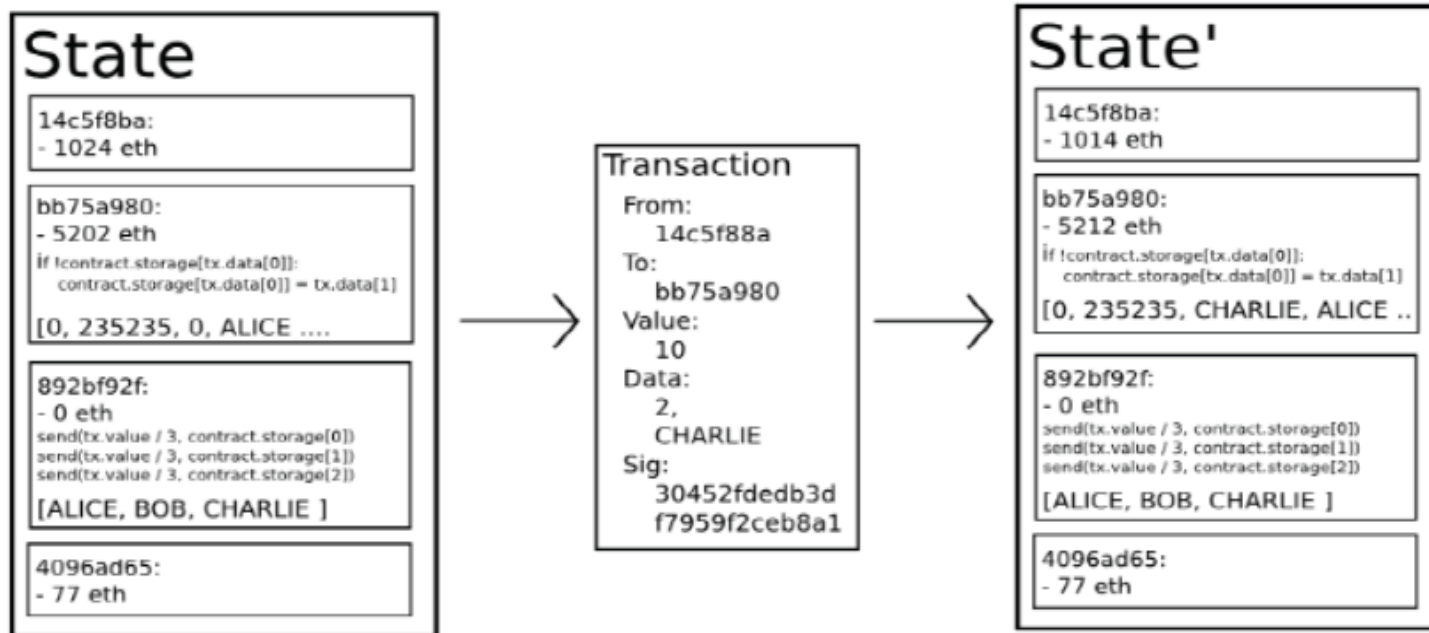 State
14c5f8ba:
- 1024 eth
bb75a980:
- 5202 eth
if !contract.storage[tx.data[0]]:
contract.storage[tx.data[0]] = tx.data[1]
[0, 235235, 0, ALICE ....
892bf92f:
- 0 eth
send(tx.value / 3, contract.storage[0])
send(tx.value / 3, contract.storage[1])
send(tx.value / 3, contract.storage[2])
[ALICE, BOB, CHARLIE ]
4096ad65:
- 77 eth
Transaction
From:
14c5f88a
To:
bb75a980
Value:
10
Data:
2,
CHARLIE
Sig:
30452fdedb3d
f7959f2ceb8a1
State'
14c5f8ba:
- 1014 eth
bb75a980:
- 5212 eth
if !contract.storage[tx.data[0]]:
contract.storage[tx.data[0]] = tx.data[1]
[0, 235235, CHARLIE, ALICE ..
892bf92f:
- 0 eth
send(tx.value / 3, contract.storage[0])
send(tx.value / 3, contract.storage[1])
send(tx.value / 3, contract.storage[2])
[ALICE, BOB, CHARLIE ]
4096ad65:
- 77 eth